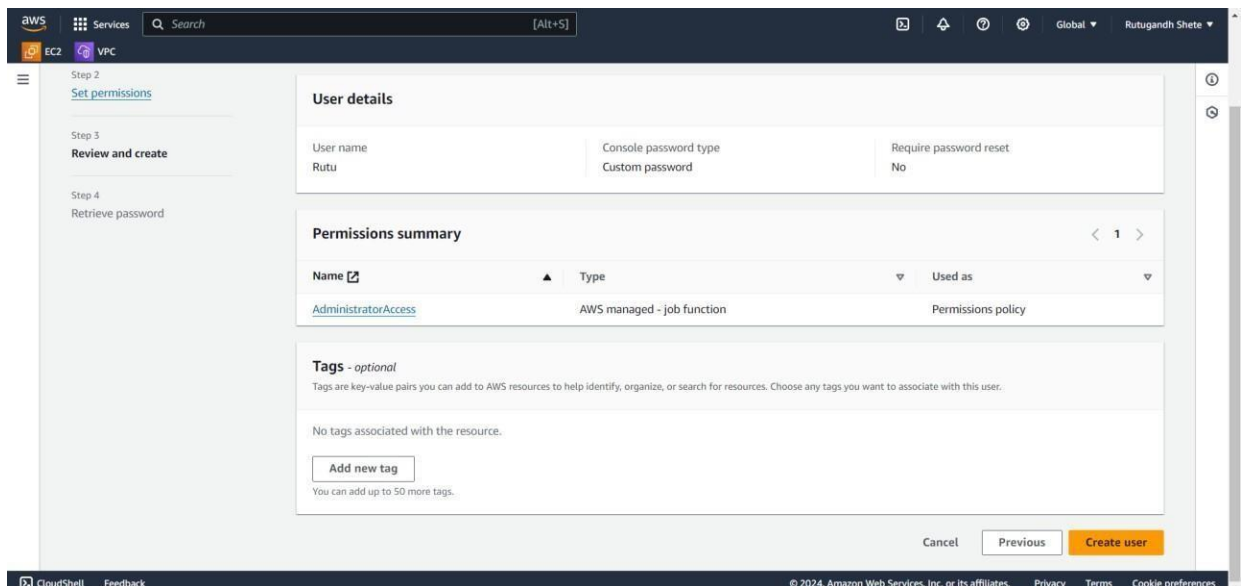 aws Services Search [Alt+S] Global Rutugandh Shete
EC2 VPC
Step 2
Set permissions
Step 3
Review and create
Step 4
Retrieve password
User details
User name Console password type Require password reset
Rutu Custom password No
Permissions summary 1
Name Type Used as
AdministratorAccess AWS managed - job function Permissions policy
Tags - optional
Tags are key-value pairs you can add to AWS resources to help identify, organize, or search for resources. Choose any tags you want to associate with this user.
No tags associated with the resource.
Add new tag
You can add up to 50 more tags.
Cancel Previous Create user
CloudShell Feedback © 2024, Amazon Web Services, Inc. or its affiliates. Privacy Terms Cookie preferences